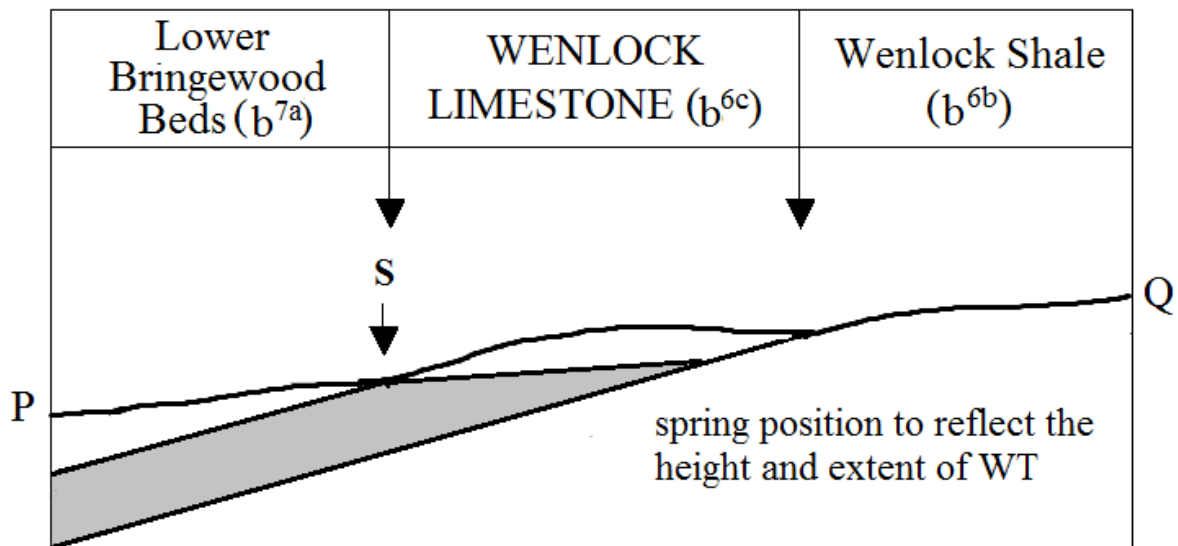 Lower
Bringewood
Beds (b⁷ᵃ)
WENLOCK
LIMESTONE (b⁶ᶜ)
Wenlock Shale
(b⁶ᵇ)
S
P
Q
spring position to reflect the
height and extent of WT